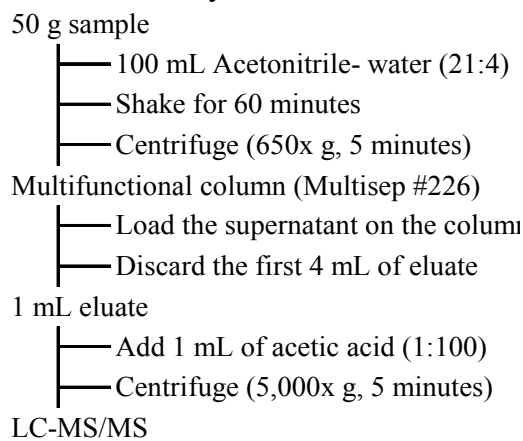 50 g sample
100 mL Acetonitrile- water (21:4)
Shake for 60 minutes
Centrifuge (650x g, 5 minutes)
Multifunctional column (Multisep #226)
Load the supernatant on the column
Discard the first 4 mL of eluate
1 mL eluate
Add 1 mL of acetic acid (1:100)
Centrifuge (5,000x g, 5 minutes)
LC-MS/MS